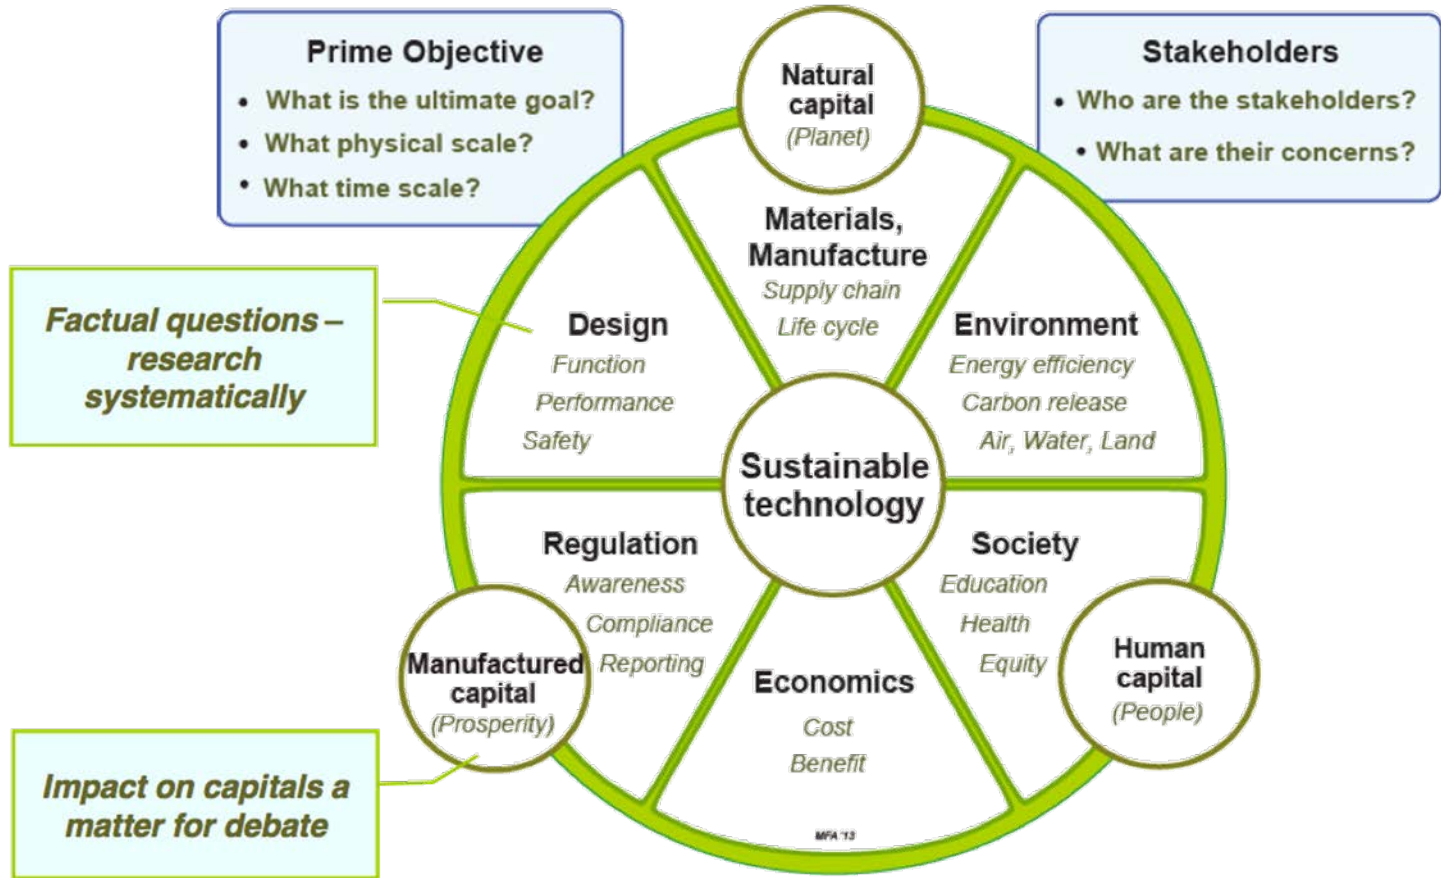 Prime Objective
• What is the ultimate goal?
• What physical scale?
• What time scale?
Natural
capital
(Planet)
Stakeholders
• Who are the stakeholders?
• What are their concerns?
Factual questions –
research
systematically
Design
Function
Performance
Safety
Materials,
Manufacture
Supply chain
Life cycle
Environment
Energy efficiency
Carbon release
Air, Water, Land
Sustainable
technology
Regulation
Awareness
Compliance
Reporting
Society
Education
Health
Equity
Manufactured
capital
(Prosperity)
Economics
Cost
Benefit
Human
capital
(People)
Impact on capitals a
matter for debate
MFA '13